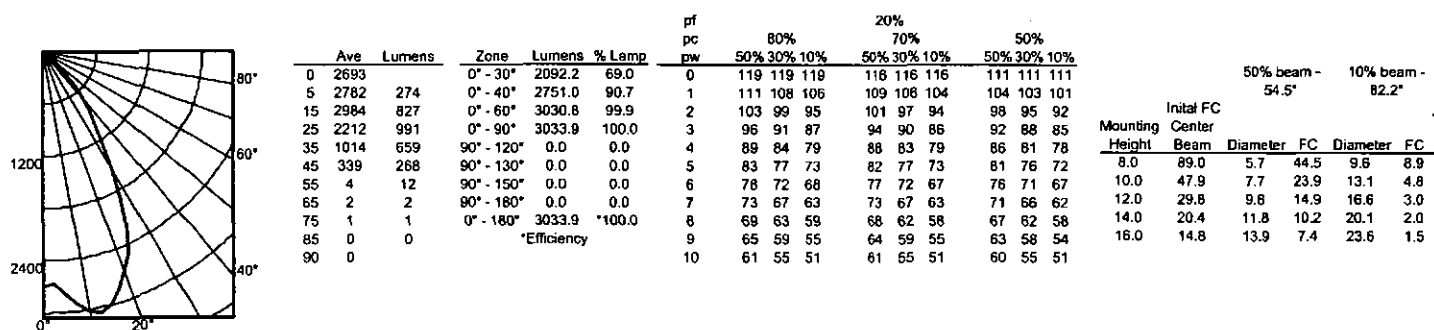 80°
60°
40°
20°
0°
1200
2400
Ave Lumens
0 2693
5 2782 274
15 2984 827
25 2212 991
35 1014 659
45 339 268
55 4 12
65 2 2
75 1 1
85 0 0
90 0
Zone Lumens % Lamp
0° - 30° 2092.2 69.0
0° - 40° 2751.0 90.7
0° - 60° 3030.8 99.9
0° - 90° 3033.9 100.0
90° - 120° 0.0 0.0
90° - 130° 0.0 0.0
90° - 150° 0.0 0.0
90° - 180° 0.0 0.0
0° - 180° 3033.9 *100.0
*Efficiency
pf 20%
pc 80% 70% 50%
pw 50% 30% 10% 50% 30% 10% 50% 30% 10%
0 119 119 119 116 116 116 111 111 111
1 111 108 106 109 106 104 104 103 101
2 103 99 95 101 97 94 98 95 92
3 96 91 87 94 90 86 92 88 85
4 89 84 79 88 83 79 86 81 78
5 83 77 73 82 77 73 81 76 72
6 78 72 68 77 72 67 76 71 67
7 73 67 63 73 67 63 71 66 62
8 69 63 59 68 62 58 67 62 58
9 65 59 55 64 59 55 63 58 54
10 61 55 51 61 55 51 60 55 51
50% beam - 10% beam -
54.5° 82.2°
Inital FC
Mounting Center
Height Beam Diameter FC Diameter FC
8.0 89.0 5.7 44.5 9.6 8.9
10.0 47.9 7.7 23.9 13.1 4.8
12.0 29.8 9.8 14.9 16.6 3.0
14.0 20.4 11.8 10.2 20.1 2.0
16.0 14.8 13.9 7.4 23.6 1.5